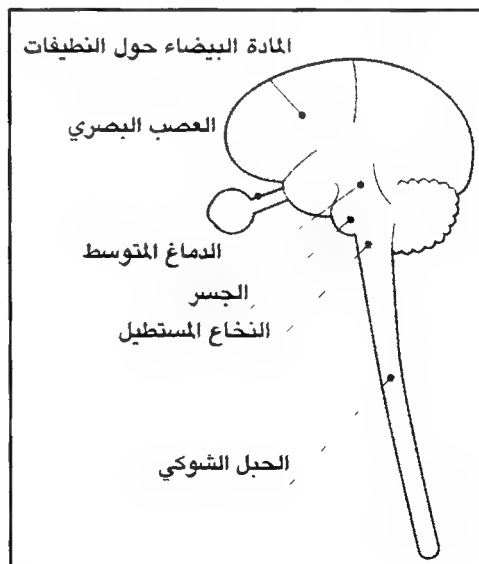 المادة البيضاء حول النطيفات
العصب البصري
الدماغ المتوسط
الجسر
النخاع المستطيل
الحبل الشوكي